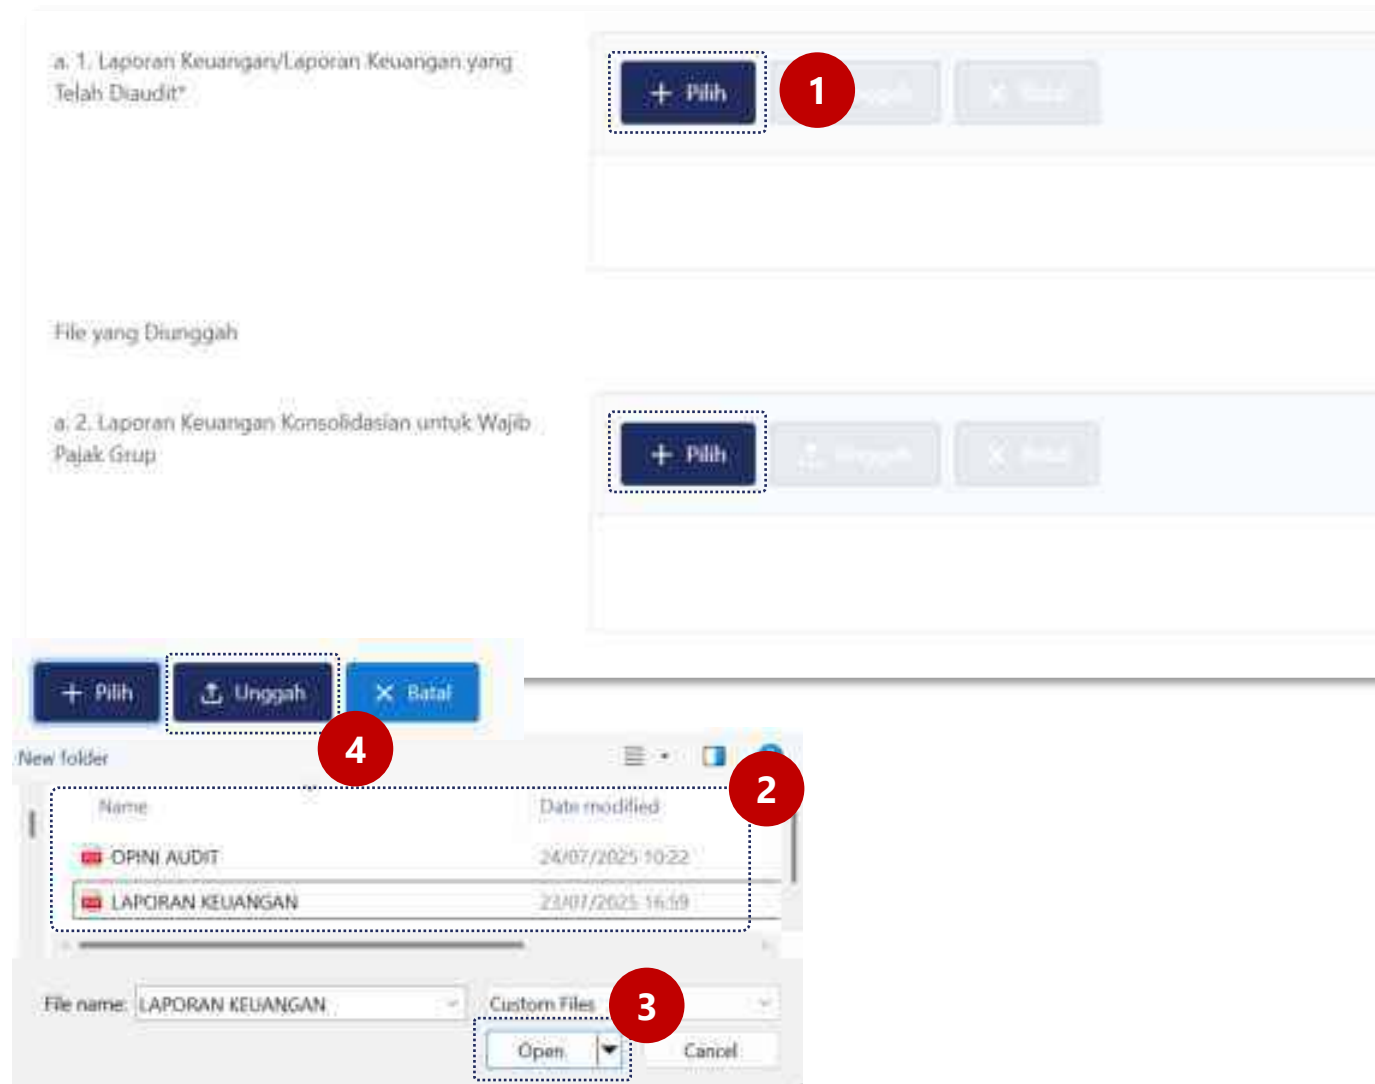 a. 1. Laporan Keuangan/Laporan Keuangan yang
Telah Diaudit*
+ Pilih
1
File yang Diunggah
a. 2. Laporan Keuangan Konsolidasian untuk Wajib
Pajak Grup
+ Pilih
Unggah
Batal
+ Pilih
Unggah
× Batal
4
New folder
2
Name
Date modified
OPINI AUDIT
24/07/2025 10:22
LAPORAN KEUANGAN
23/07/2025 16:59
File name:
LAPORAN KEUANGAN
Custom Files
3
Open
Cancel